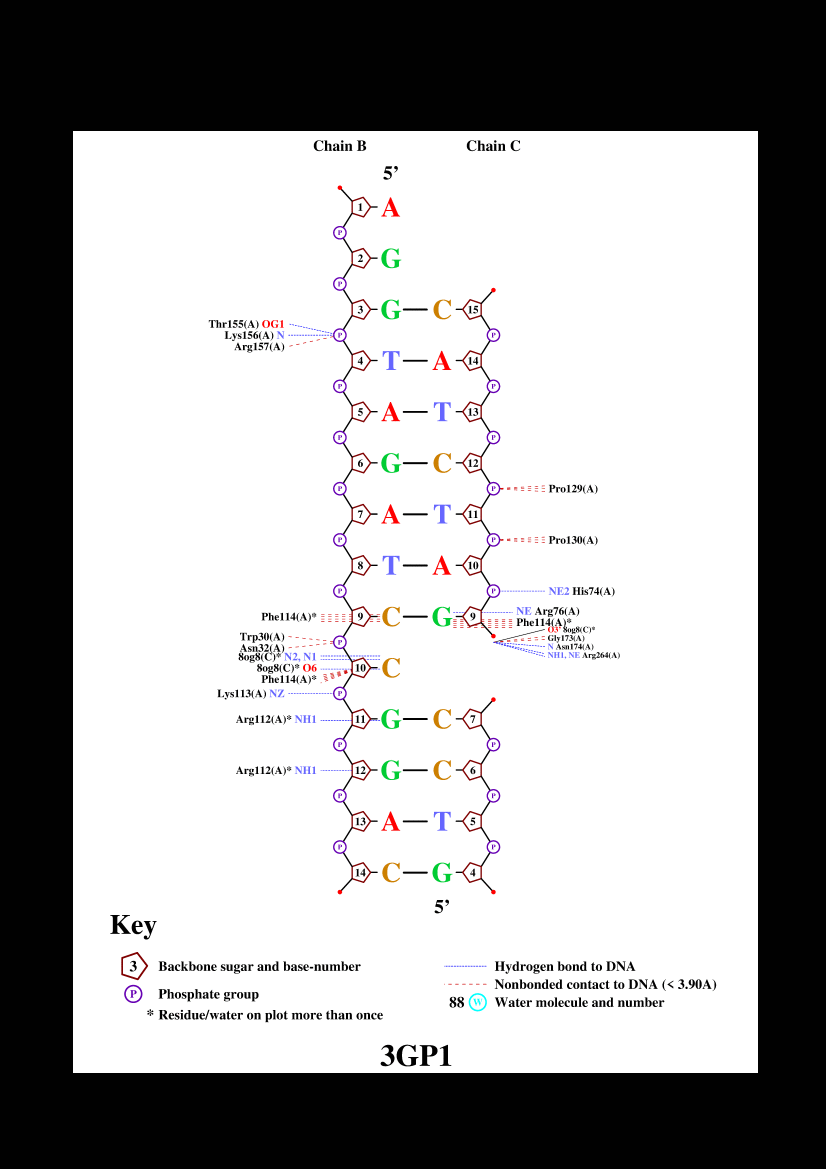 Chain B Chain C
5’
1 A
P
2 G
P
3 G C 15
Thr155(A) OG1
Lys156(A) N P P
Arg157(A)
4 T A 14
P P
5 A T 13
P P
6 G C 12
P P Pro129(A)
7 A T 11
P P Pro130(A)
8 T A 10
P P NE2 His74(A)
NE Arg76(A)
Phe114(A)* 9 C G 9 Phe114(A)*
O3’ 8og8(C)*
Trp30(A) Gly173(A)
P
Asn32(A) N Asn174(A)
8og8(C)* N2, N1 NH1, NE Arg264(A)
8og8(C)* O6 10 C
Phe114(A)*
Lys113(A) NZ P
Arg112(A)* NH1 11 G C 7
P P
Arg112(A)* NH1 12 G C 6
P P
13 A T 5
P P
14 C G 4
5’
Key
3 Backbone sugar and base-number Hydrogen bond to DNA
Nonbonded contact to DNA (< 3.90A)
P Phosphate group 88 W Water molecule and number
* Residue/water on plot more than once
3GP1